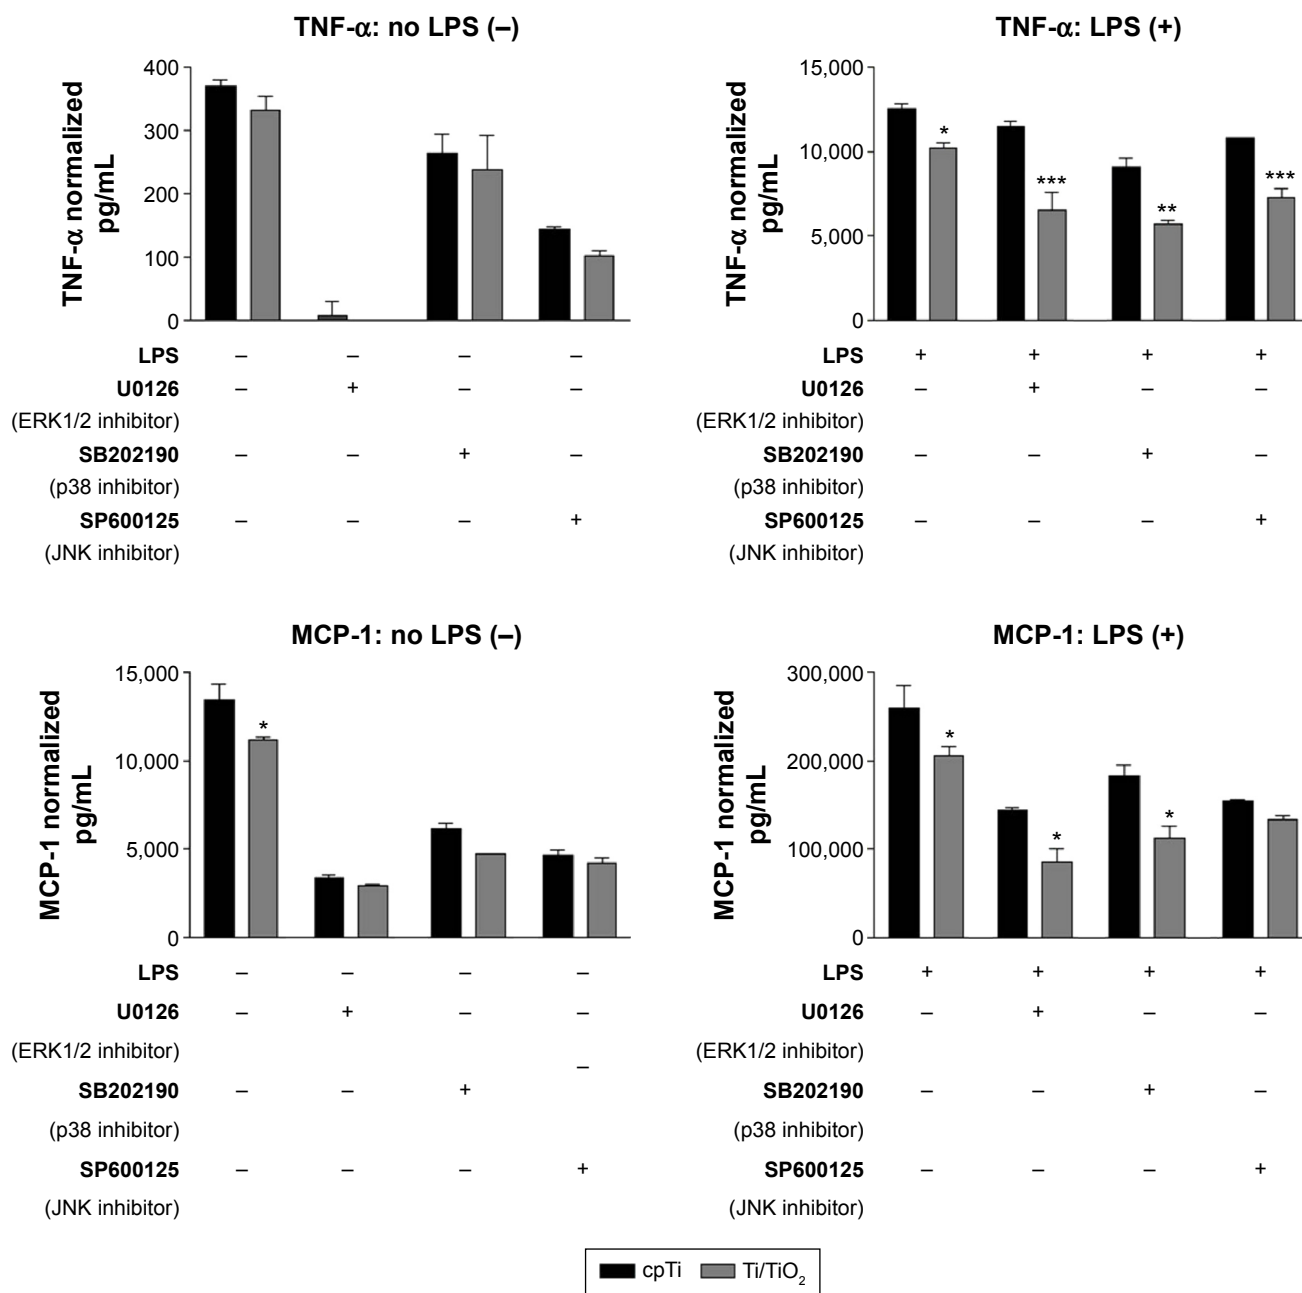 TNF-α: no LPS (–)
TNF-α normalized
pg/mL
400
300
200
100
0
LPS – – – –
U0126 – + – –
(ERK1/2 inhibitor)
SB202190 – – + –
(p38 inhibitor)
SP600125 – – – +
(JNK inhibitor)
TNF-α: LPS (+)
TNF-α normalized
pg/mL
15,000
10,000
5,000
0
*
***
**
***
LPS + + + +
U0126 – + – –
(ERK1/2 inhibitor)
SB202190 – – + –
(p38 inhibitor)
SP600125 – – – +
(JNK inhibitor)
MCP-1: no LPS (–)
MCP-1 normalized
pg/mL
15,000
10,000
5,000
0
*
LPS – – – –
U0126 – + – –
(ERK1/2 inhibitor)
–
SB202190 – – +
(p38 inhibitor)
SP600125 – – – +
(JNK inhibitor)
MCP-1: LPS (+)
MCP-1 normalized
pg/mL
300,000
200,000
100,000
0
*
*
*
LPS + + + +
U0126 – + – –
(ERK1/2 inhibitor)
SB202190 – – + –
(p38 inhibitor)
SP600125 – – – +
(JNK inhibitor)
cpTi Ti/TiO₂